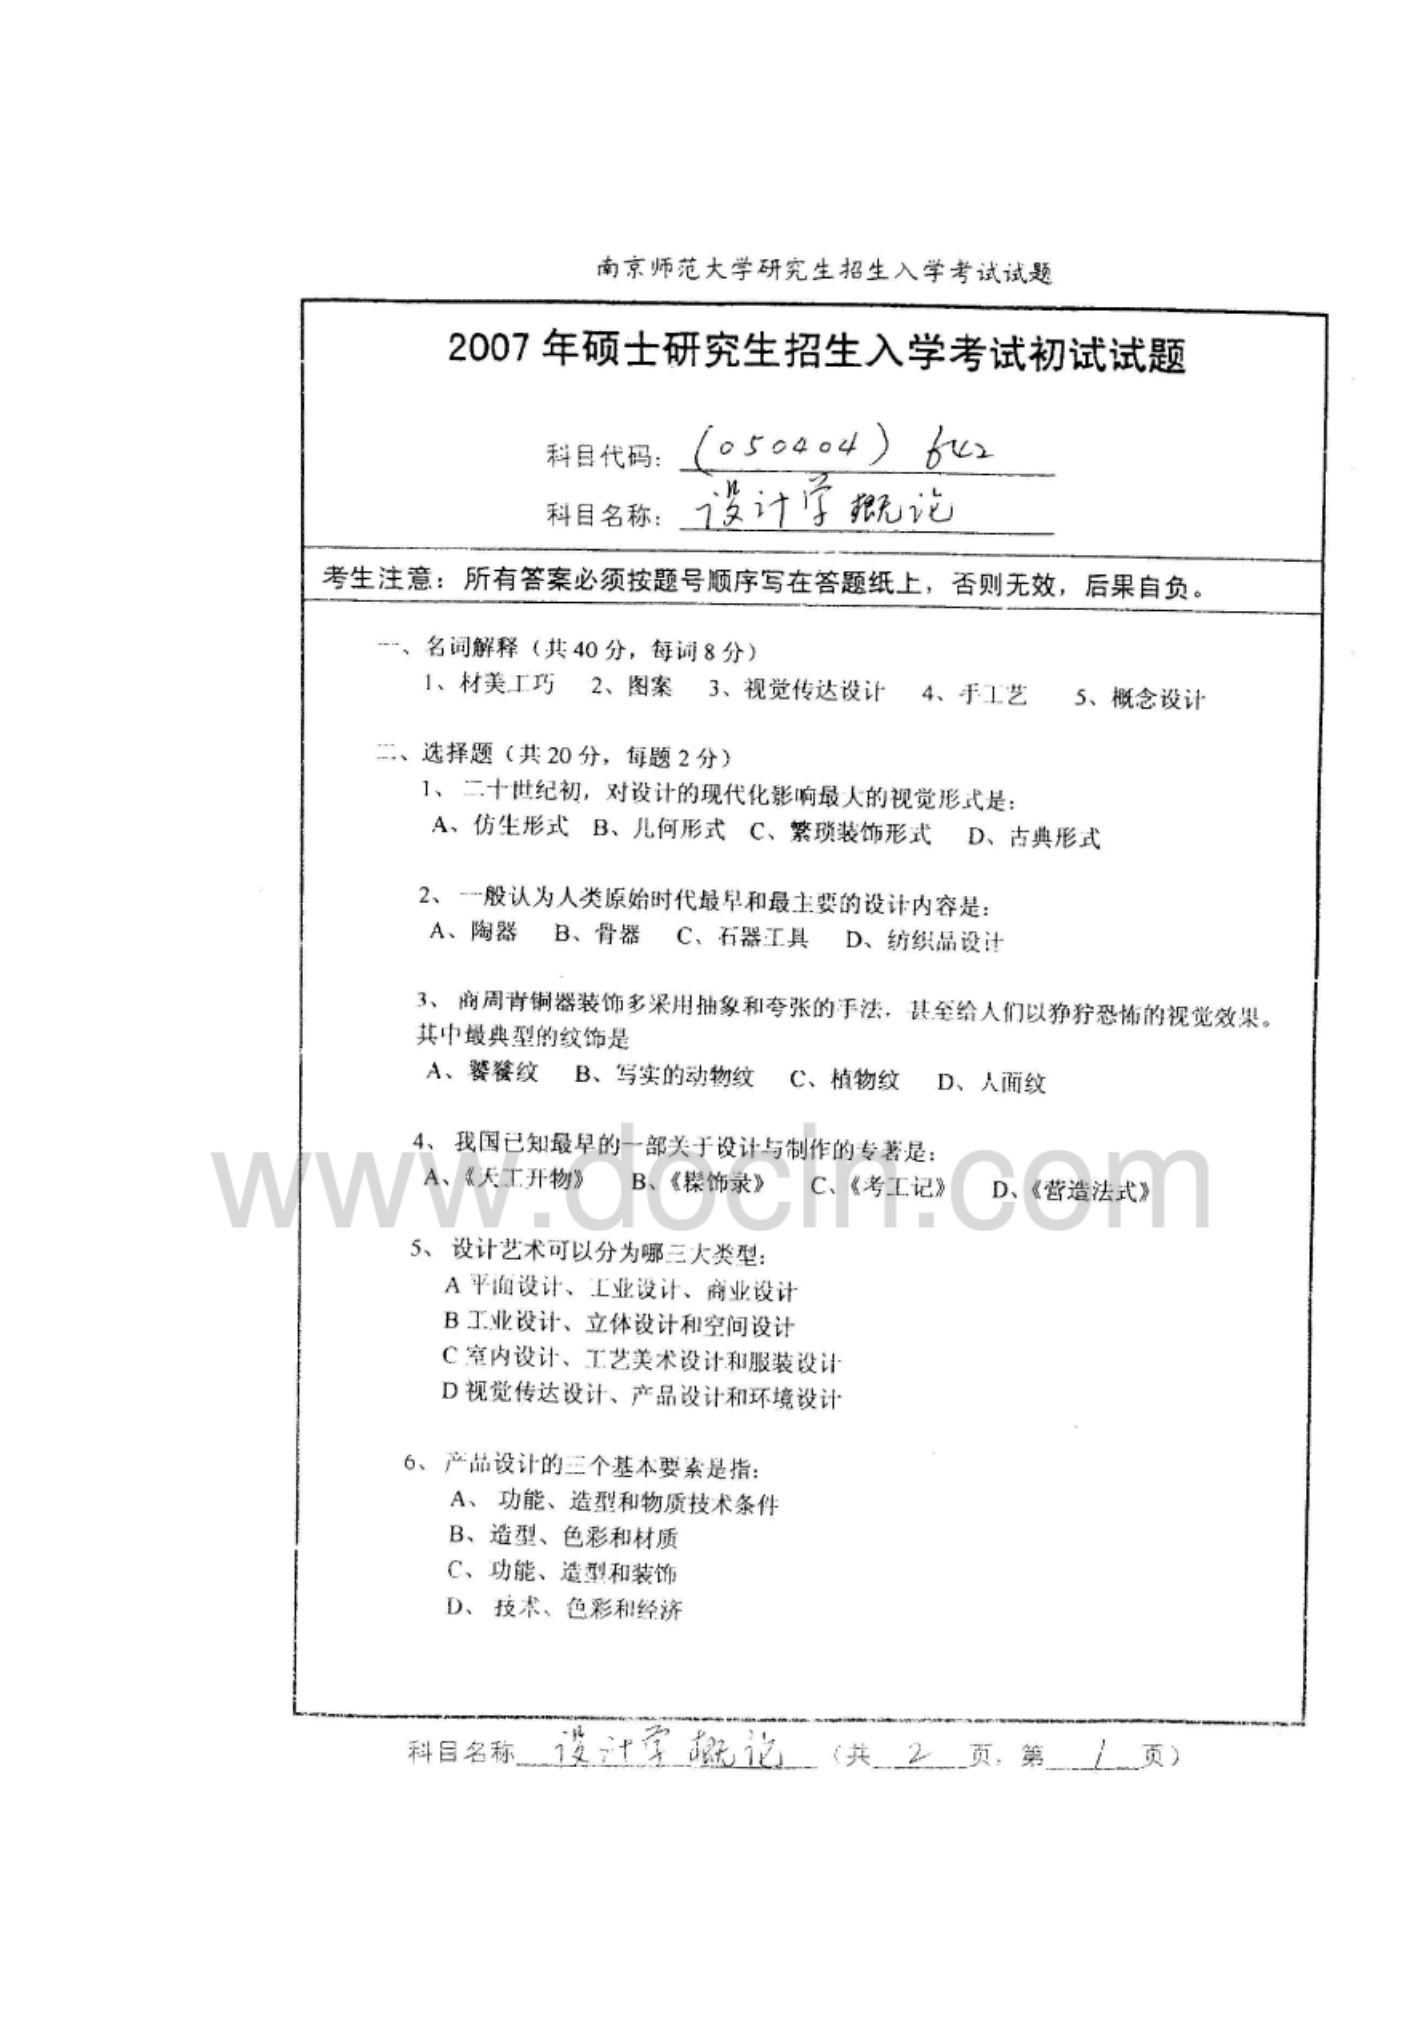 南京师范大学研究生招生入学考试试题
2007 年硕士研究生招生入学考试初试试题
科目代码: (050404) 642
科目名称: 设计学概论
考生注意：所有答案必须按题号顺序写在答题纸上，否则无效，后果自负。
一、名词解释（共 40 分，每词 8 分）
1、材美工巧 2、图案 3、视觉传达设计 4、手工艺 5、概念设计
二、选择题（共 20 分，每题 2 分）
1、 二十世纪初，对设计的现代化影响最大的视觉形式是:
A、仿生形式 B、几何形式 C、繁琐装饰形式 D、古典形式
2、 一般认为人类原始时代最早和最主要的设计内容是:
A、陶器 B、骨器 C、石器工具 D、纺织品设计
3、 商周青铜器装饰多采用抽象和夸张的手法，甚至给人们以狰狞恐怖的视觉效果。
其中最典型的纹饰是
A、饕餮纹 B、写实的动物纹 C、植物纹 D、人面纹
4、 我国已知最早的一部关于设计与制作的专著是:
A、《天工开物》 B、《髹饰录》 C、《考工记》 D、《营造法式》
www.docin.com
5、 设计艺术可以分为哪三大类型:
A 平面设计、工业设计、商业设计
B 工业设计、立体设计和空间设计
C 室内设计、工艺美术设计和服装设计
D 视觉传达设计、产品设计和环境设计
6、 产品设计的三个基本要素是指:
A、 功能、造型和物质技术条件
B、造型、色彩和材质
C、功能、造型和装饰
D、 技术、色彩和经济
科目名称 设计学概论 （共 2 页，第 1 页）